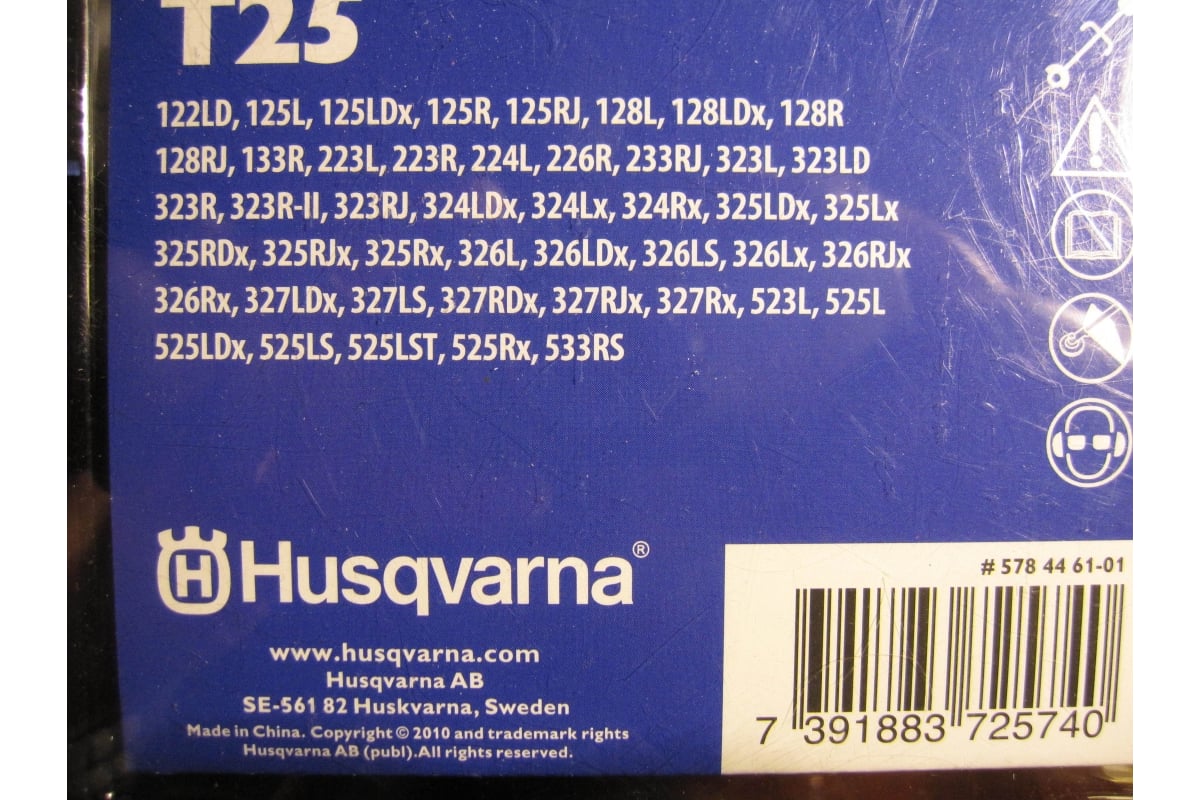 T25
122LD, 125L, 125LDx, 125R, 125RJ, 128L, 128LDx, 128R
128RJ, 133R, 223L, 223R, 224L, 226R, 233RJ, 323L, 323LD
323R, 323R-II, 323RJ, 324LDx, 324Lx, 324Rx, 325LDx, 325Lx
325RDx, 325RJx, 325Rx, 326L, 326LDx, 326LS, 326Lx, 326RJx
326Rx, 327LDx, 327LS, 327RDx, 327RJx, 327Rx, 523L, 525L
525LDx, 525LS, 525LST, 525Rx, 533RS
H Husqvarna®
www.husqvarna.com
Husqvarna AB
SE-561 82 Huskvarna, Sweden
Made in China. Copyright © 2010 and trademark rights
Husqvarna AB (publ).All rights reserved.
# 578 44 61-01
7 391883 725740